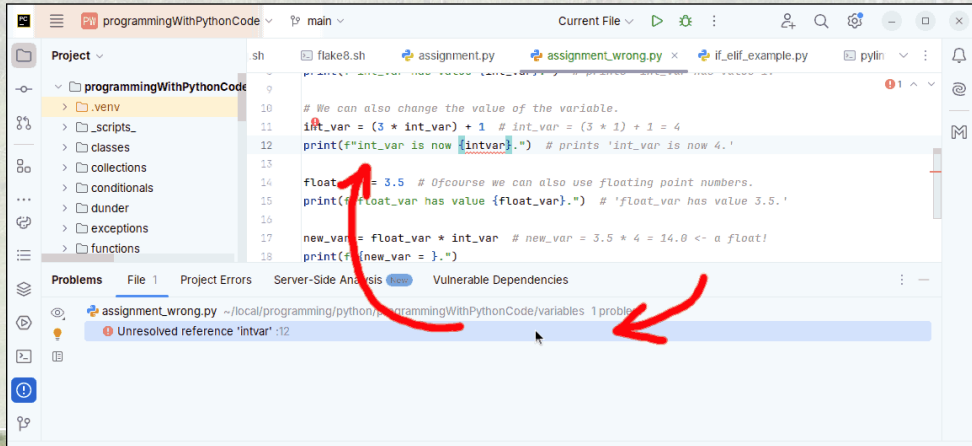 PC
PW programmingWithPythonCode
main
Current File
Project
.sh
flake8.sh
assignment.py
assignment_wrong.py
if_elif_example.py
pylin
programmingWithPythonCode
.venv
_scripts_
classes
collections
conditionals
dunder
exceptions
functions
1
9
10 # We can also change the value of the variable.
11 int_var = (3 * int_var) + 1 # int_var = (3 * 1) + 1 = 4
12 print(f"int_var is now {intvar}.") # prints 'int_var is now 4.'
13
14 float = 3.5 # Ofcourse we can also use floating point numbers.
15 print(f float_var has value {float_var}.") # 'float_var has value 3.5.'
16
17 new_var = float_var * int_var # new_var = 3.5 * 4 = 14.0 <- a float!
18 print(f {new_var = }.")
Problems
File 1
Project Errors
Server-Side Analysis New
Vulnerable Dependencies
assignment_wrong.py ~/local/programming/python/programmingWithPythonCode/variables 1 problem
Unresolved reference 'intvar' :12